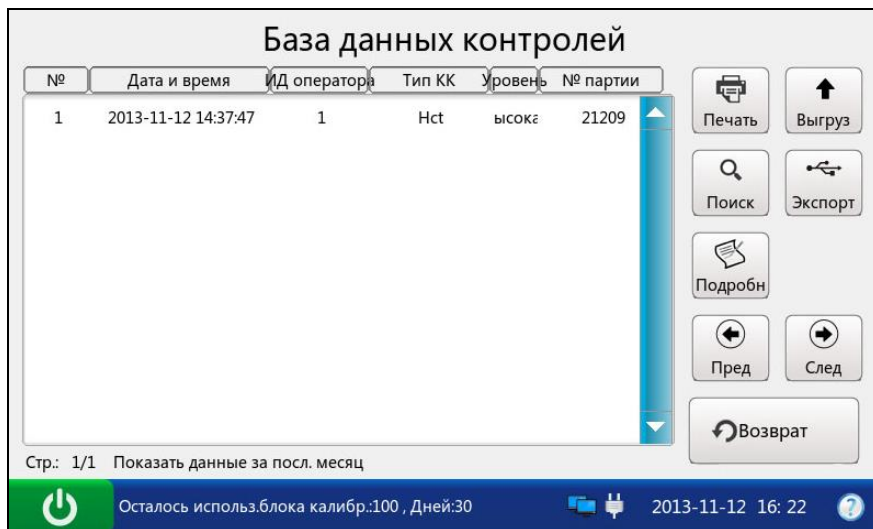 База данных контролей
№ Дата и время ИД оператора Тип КК Уровень № партии
1 2013-11-12 14:37:47 1 Hct ысока 21209
Печать Выгруз
Поиск Экспорт
Подробн
Пред След
Возврат
Стр.: 1/1 Показать данные за посл. месяц
Осталось использ.блока калибр.:100 , Дней:30 2013-11-12 16: 22 ?